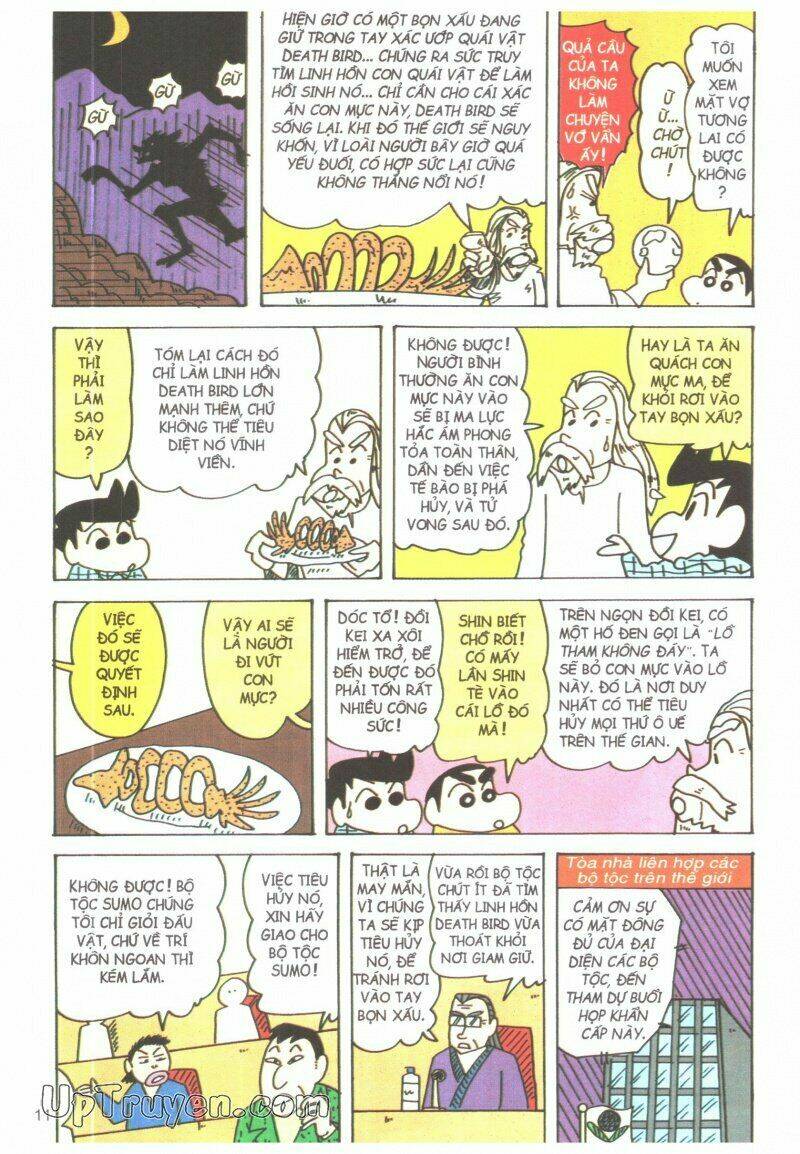 TÔI
MUỐN
XEM
MẶT VỢ
TƯƠNG
LAI CÓ
ĐƯỢC
KHÔNG
?
Ừ
Ừ...
CHỜ
CHÚT!
QUẢ CẦU
CỦA TA
KHÔNG
LÀM
CHUYỆN
VỚ VẨN
ẤY!
HIỆN GIỜ CÓ MỘT BỌN XẤU ĐANG
GIỮ TRONG TAY XÁC ƯỚP QUÁI VẬT
DEATH BIRD... CHÚNG RA SỨC TRUY
TÌM LINH HỒN CON QUÁI VẬT ĐỂ LÀM
HỒI SINH NÓ... CHỈ CẦN CHO CÁI XÁC
ĂN CON MỰC NÀY, DEATH BIRD SẼ
SỐNG LẠI. KHI ĐÓ THẾ GIỚI SẼ NGUY
KHỐN, VÌ LOÀI NGƯỜI BÂY GIỜ QUÁ
YẾU ĐUỐI, CÓ HỢP SỨC LẠI CŨNG
KHÔNG THẮNG NỔI NÓ!
GỪ
GỪ
GỪ
HAY LÀ TA ĂN
QUÁCH CON
MỰC MA, ĐỂ
KHỎI RƠI VÀO
TAY BỌN XẤU?
KHÔNG ĐƯỢC!
NGƯỜI BÌNH
THƯỜNG ĂN CON
MỰC NÀY VÀO
SẼ BỊ MA LỰC
HẮC ÁM PHONG
TỎA TOÀN THÂN,
DẪN ĐẾN VIỆC
TẾ BÀO BỊ PHÁ
HỦY, VÀ TỬ
VONG SAU ĐÓ.
TÓM LẠI CÁCH ĐÓ
CHỈ LÀM LINH HỒN
DEATH BIRD LỚN
MẠNH THÊM, CHỨ
KHÔNG THỂ TIÊU
DIỆT NÓ VĨNH
VIỄN.
VẬY
THÌ
PHẢI
LÀM
SAO
ĐÂY
?
TRÊN NGỌN ĐỒI KEI, CÓ
MỘT HỐ ĐEN GỌI LÀ "LỖ
THAM KHÔNG ĐÁY". TA
SẼ BỎ CON MỰC VÀO LỖ
NÀY. ĐÓ LÀ NƠI DUY
NHẤT CÓ THỂ TIÊU
HỦY MỌI THỨ Ô UẾ
TRÊN THẾ GIAN.
SHIN BIẾT
CHỖ RỒI!
CÓ MẤY
LẦN SHIN
TÈ VÀO
CÁI LỖ ĐÓ
MÀ!
DÓC TỔ! ĐỒI
KEI XA XÔI
HIỂM TRỞ, ĐỂ
ĐẾN ĐƯỢC ĐÓ
PHẢI TỐN RẤT
NHIỀU CÔNG
SỨC!
VẬY AI SẼ
LÀ NGƯỜI
ĐI VỨT
CON
MỰC?
VIỆC
ĐÓ SẼ
ĐƯỢC
QUYẾT
ĐỊNH
SAU.
Tòa nhà liên hợp các
bộ tộc trên thế giới
CẢM ƠN SỰ
CÓ MẶT ĐÔNG
ĐỦ CỦA ĐẠI
DIỆN CÁC BỘ
TỘC, ĐẾN
THAM DỰ BUỔI
HỌP KHẨN
CẤP NÀY.
VỪA RỒI BỘ TỘC
CHÚT ÍT ĐÃ TÌM
THẤY LINH HỒN
DEATH BIRD VỪA
THOÁT KHỎI
NƠI GIAM GIỮ.
THẬT LÀ
MAY MẮN,
VÌ CHÚNG
TA SẼ KỊP
TIÊU HỦY
NÓ, ĐỂ
TRÁNH RƠI
VÀO TAY
BỌN XẤU.
VIỆC TIÊU
HỦY NÓ,
XIN HÃY
GIAO CHO
BỘ TỘC
SUMO!
KHÔNG ĐƯỢC! BỘ
TỘC SUMO CHÚNG
TÔI CHỈ GIỎI ĐẤU
VẬT, CHỨ VỀ TRÍ
KHÔN NGOAN THÌ
KÉM LẮM.
UpTruyen.com